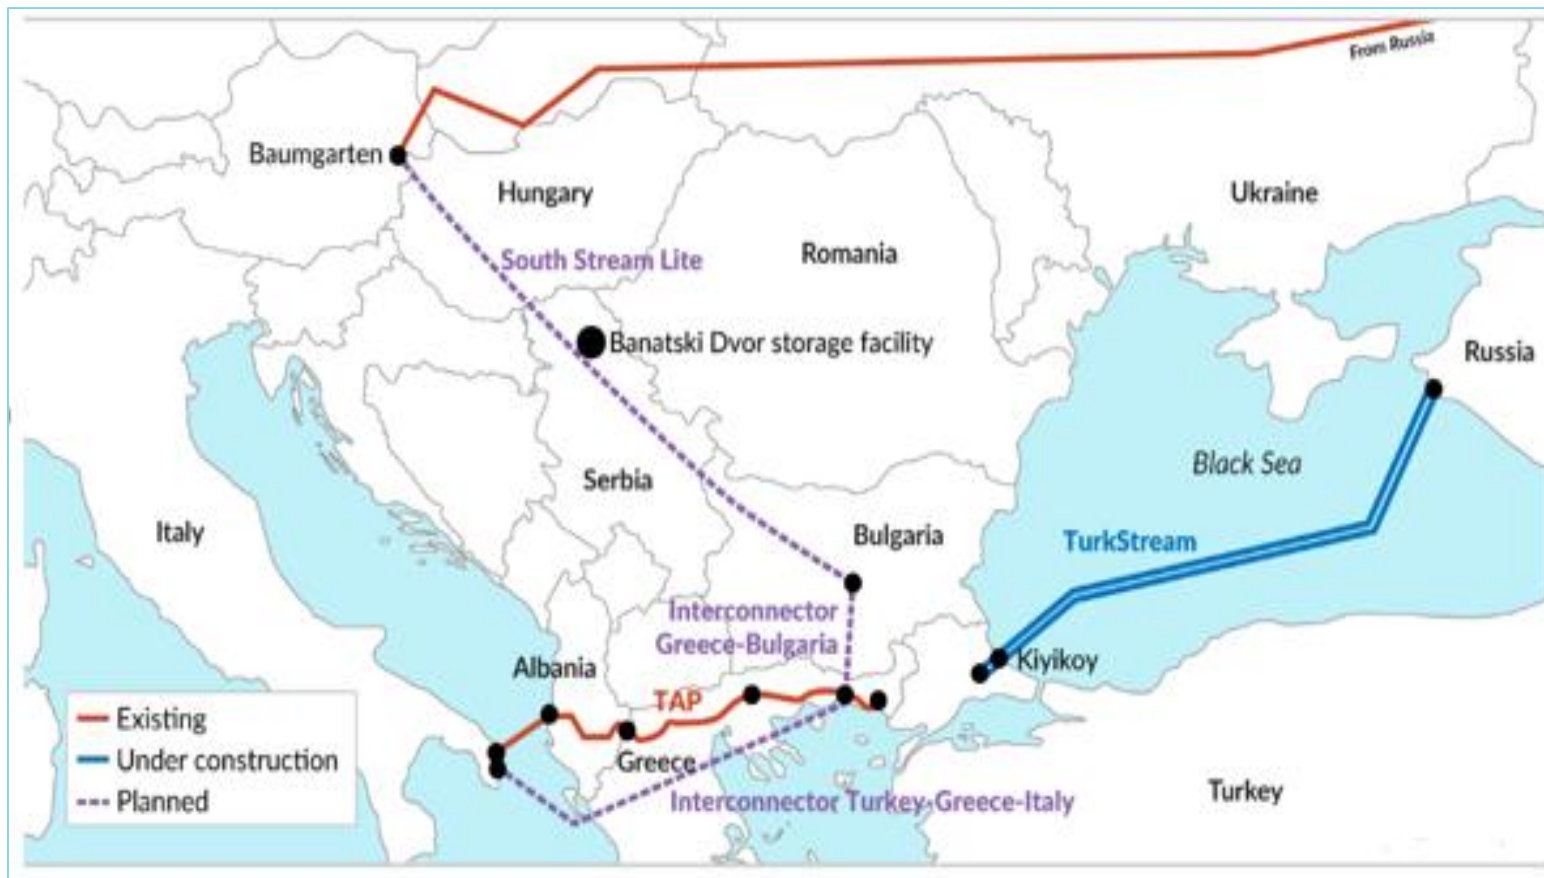 From Russia
Baumgarten
Hungary
Ukraine
South Stream Lite
Romania
Banatski Dvor storage facility
Russia
Black Sea
Serbia
Italy
Bulgaria
TurkStream
Interconnector
Greece-Bulgaria
Albania
Kiyikoy
TAP
Existing
Under construction
Planned
Greece
Interconnector Turkey-Greece-Italy
Turkey